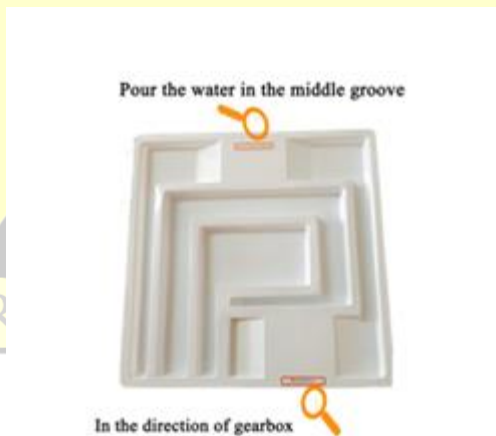 Pour the water in the middle groove
In the direction of gearbox